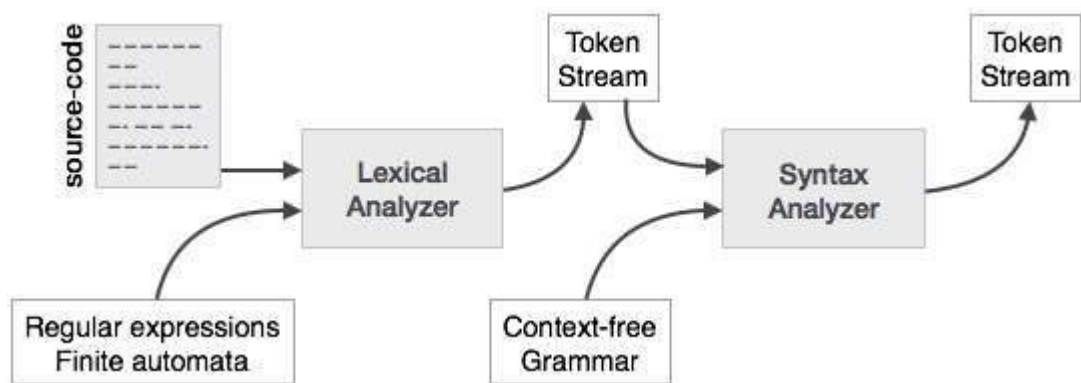 source-code
Token
Stream
Token
Stream
Lexical
Analyzer
Syntax
Analyzer
Regular expressions
Finite automata
Context-free
Grammar